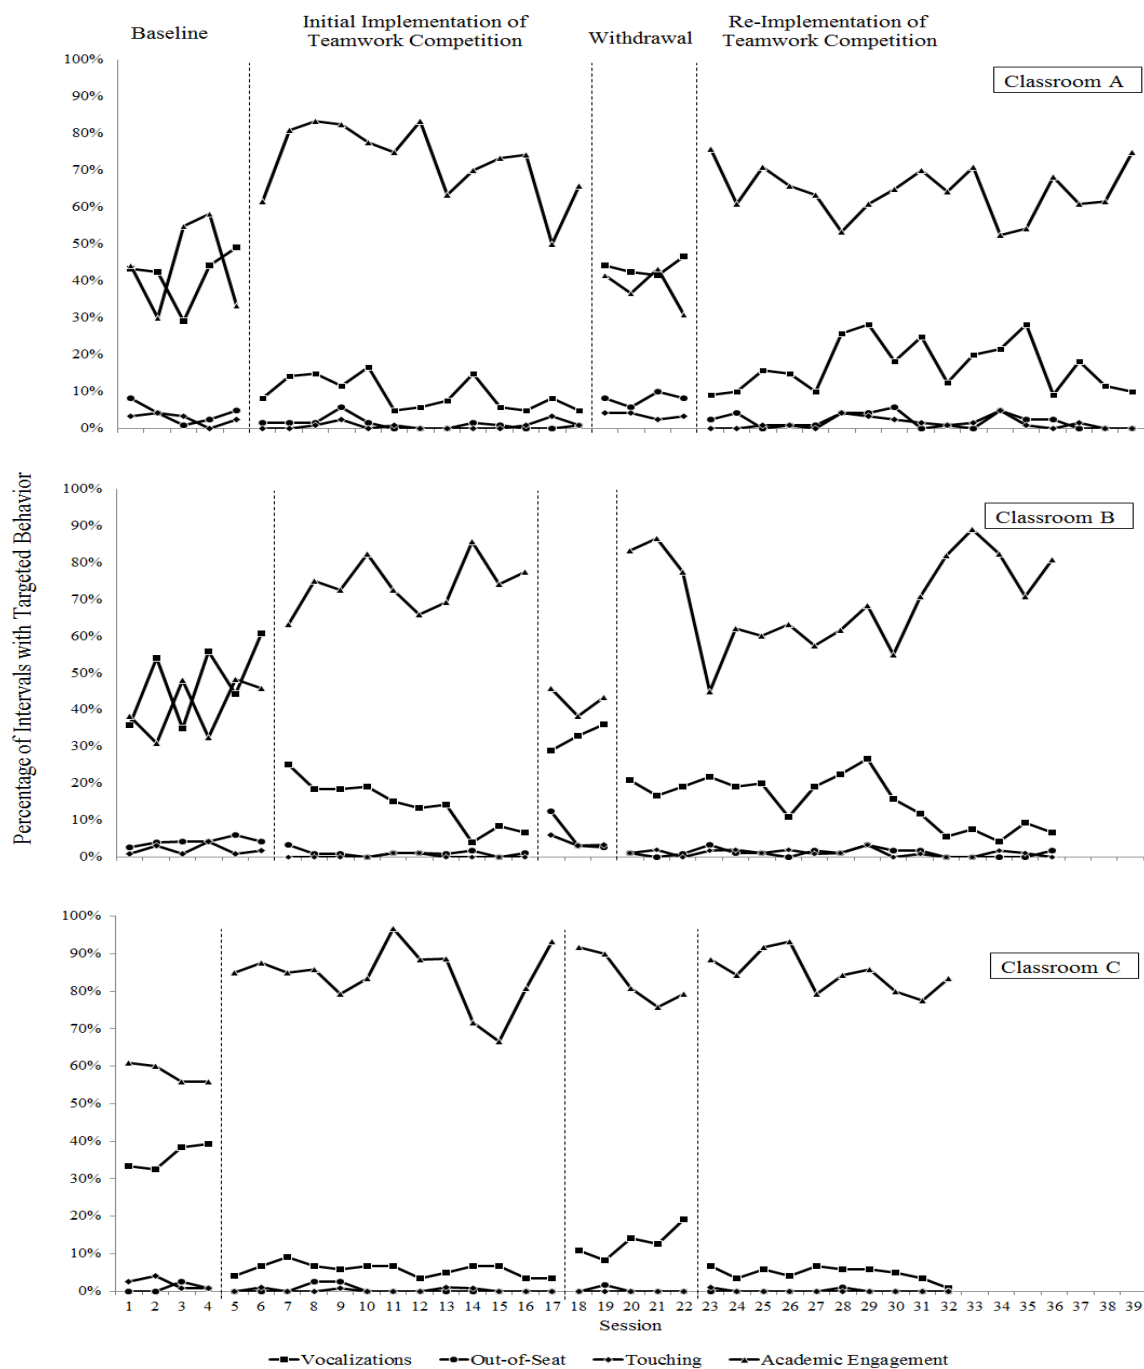 Baseline
Initial Implementation of
Teamwork Competition
Withdrawal
Re-Implementation of
Teamwork Competition
100%
90%
80%
70%
60%
50%
40%
30%
20%
10%
0%
Classroom A
Percentage of Intervals with Targeted Behavior
100%
90%
80%
70%
60%
50%
40%
30%
20%
10%
0%
Classroom B
100%
90%
80%
70%
60%
50%
40%
30%
20%
10%
0%
Classroom C
1 2 3 4 5 6 7 8 9 10 11 12 13 14 15 16 17 18 19 20 21 22 23 24 25 26 27 28 29 30 31 32 33 34 35 36 37 38 39
Session
Vocalizations Out-of-Seat Touching Academic Engagement